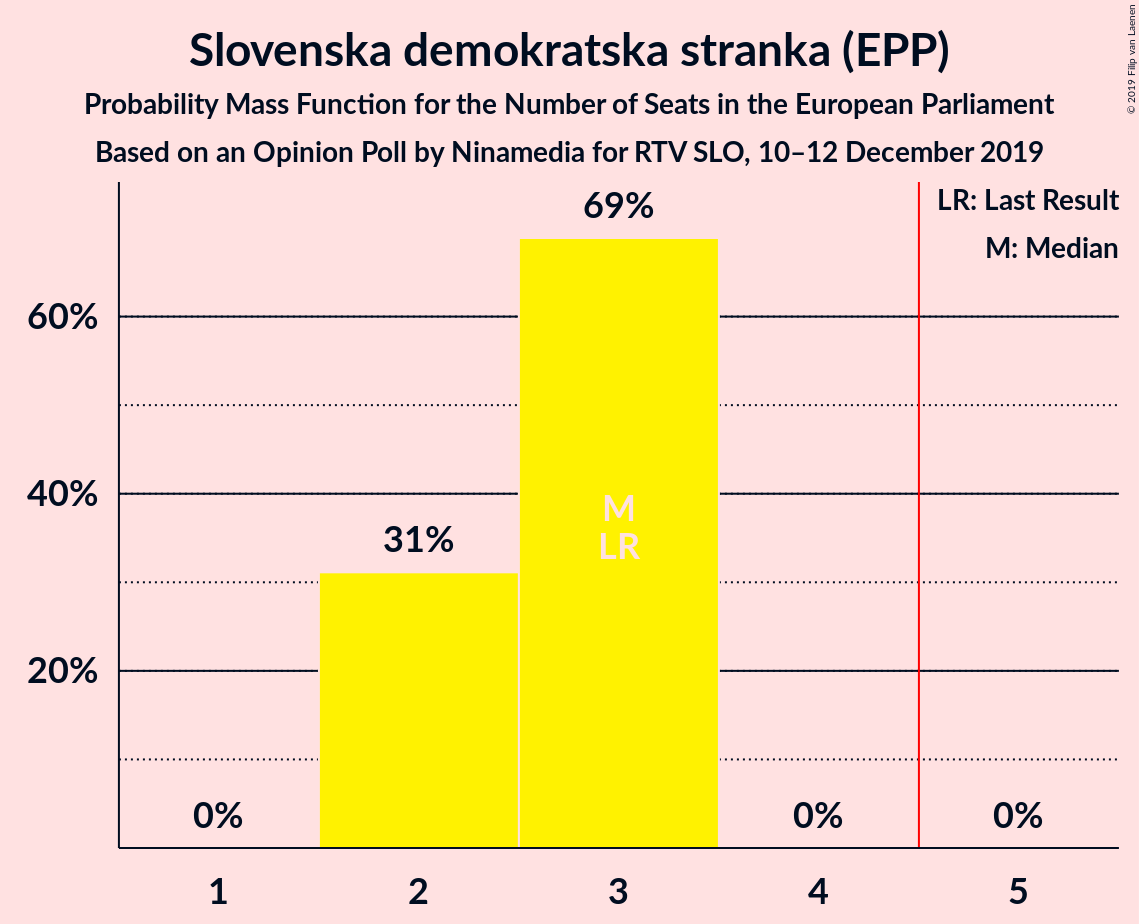 Slovenska demokratska stranka (EPP)
Probability Mass Function for the Number of Seats in the European Parliament
Based on an Opinion Poll by Ninamedia for RTV SLO, 10–12 December 2019
© 2019 Filip van Laenen
LR: Last Result
M: Median
69%
60%
40%
M
31%
LR
20%
0%
0%
0%
1
2
3
4
5